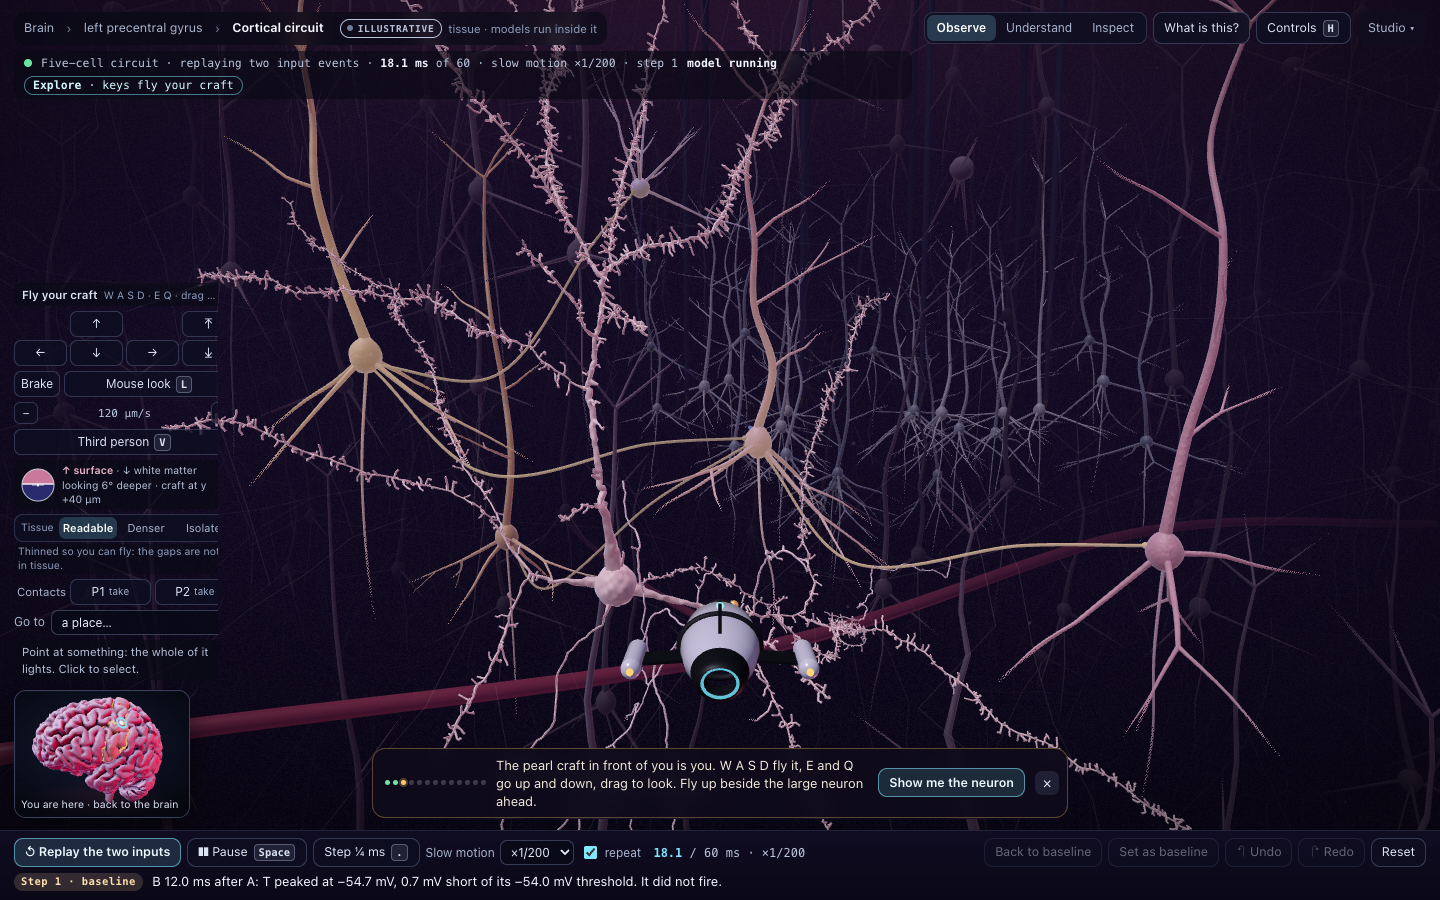 Brain › left precentral gyrus › Cortical circuit ILLUSTRATIVE tissue · models run inside it
Observe Understand Inspect What is this? Controls H Studio
Five-cell circuit · replaying two input events · 18.1 ms of 60 · slow motion ×1/200 · step 1 model running
Explore · keys fly your craft
Fly your craft W A S D · E Q · drag ...
↑ ⤒
← ↓ → ⤓
Brake Mouse look L
− 120 µm/s
Third person V
↑ surface · ↓ white matter
looking 6° deeper · craft at y
+40 µm
Tissue Readable Denser Isolate
Thinned so you can fly: the gaps are not
in tissue.
Contacts P1 take P2 take
Go to a place…
Point at something: the whole of it
lights. Click to select.
You are here · back to the brain
The pearl craft in front of you is you. W A S D fly it, E and Q
go up and down, drag to look. Fly up beside the large neuron
ahead.
Show me the neuron ×
Replay the two inputs Pause Space Step ¼ ms . Slow motion ×1/200 repeat 18.1 / 60 ms · ×1/200
Back to baseline Set as baseline Undo Redo Reset
Step 1 · baseline B 12.0 ms after A: T peaked at −54.7 mV, 0.7 mV short of its −54.0 mV threshold. It did not fire.